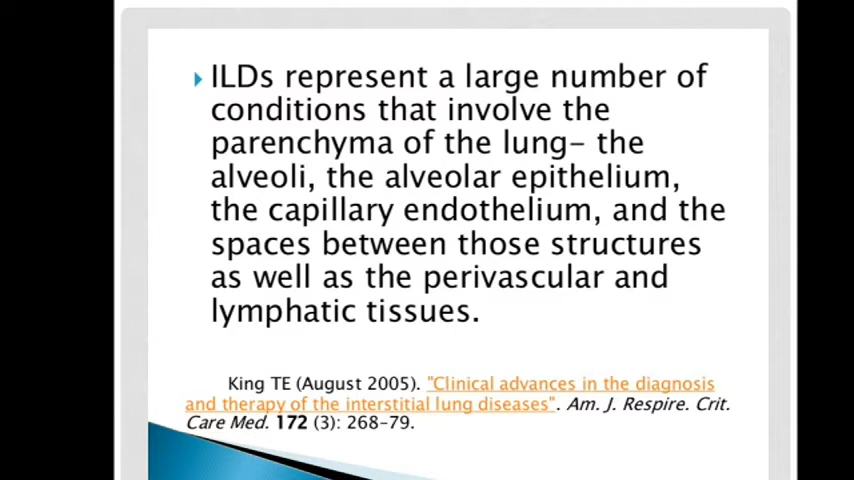 ILDs represent a large number of
conditions that involve the
parenchyma of the lung- the
alveoli, the alveolar epithelium,
the capillary endothelium, and the
spaces between those structures
as well as the perivascular and
lymphatic tissues.
King TE (August 2005). "Clinical advances in the diagnosis
and therapy of the interstitial lung diseases". Am. J. Respire. Crit.
Care Med. 172 (3): 268-79.